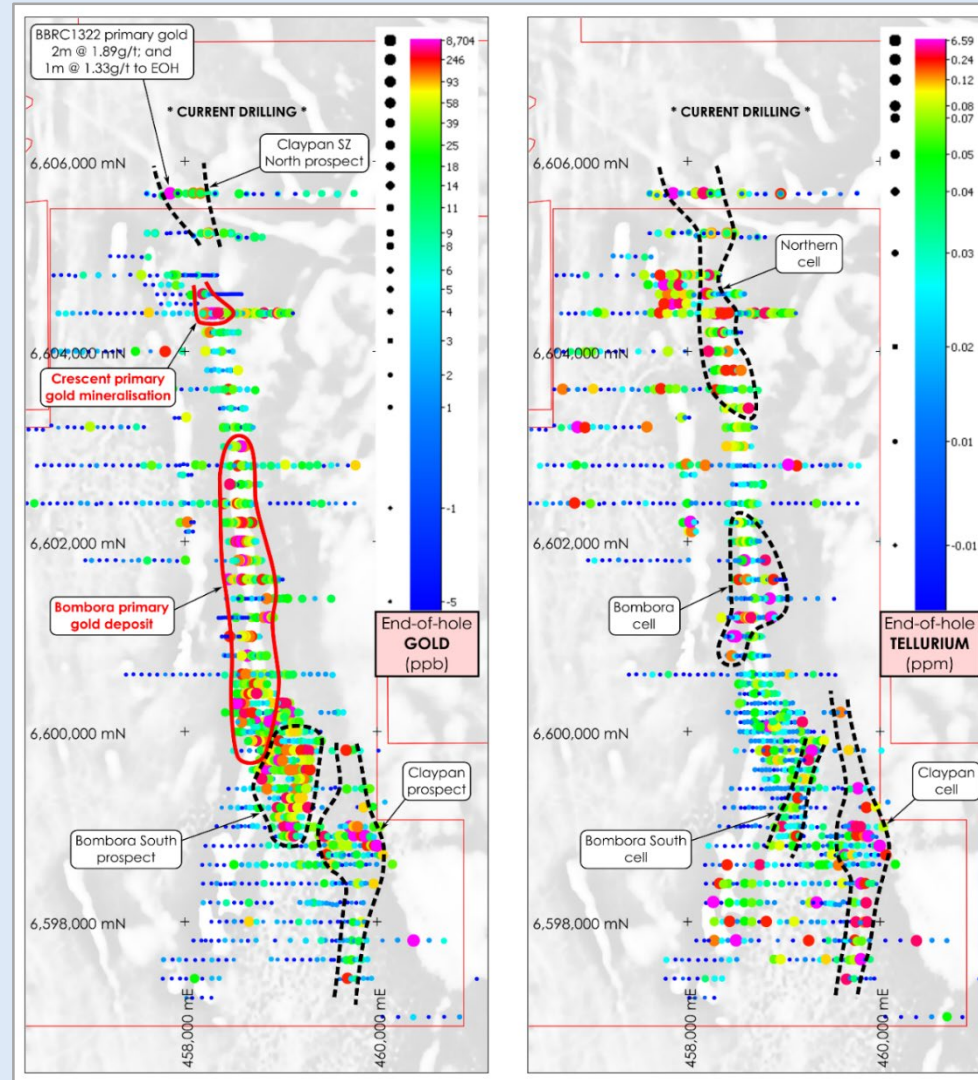 BBRC1322 primary gold
2m @ 1.89g/t; and
1m @ 1.33g/t to EOH
* CURRENT DRILLING *
Claypan SZ
North prospect
6,606,000 mN
6,604,000 mN
Crescent primary
gold mineralisation
6,602,000 mN
Bombora primary
gold deposit
6,600,000 mN
Claypan
prospect
Bombora South
prospect
6,598,000 mN
458,000 mE
460,000 mE
8,704
246
93
58
39
25
18
14
11
9
8
6
5
4
3
2
1
-1
-5
End-of-hole
GOLD
(ppb)
* CURRENT DRILLING *
6,606,000 mN
Northern
cell
6,604,000 mN
6,602,000 mN
Bombora
cell
6,600,000 mN
Claypan
cell
Bombora South
cell
6,598,000 mN
458,000 mE
460,000 mE
6.59
0.24
0.12
0.08
0.07
0.05
0.04
0.03
0.02
0.01
-0.01
End-of-hole
TELLURIUM
(ppm)